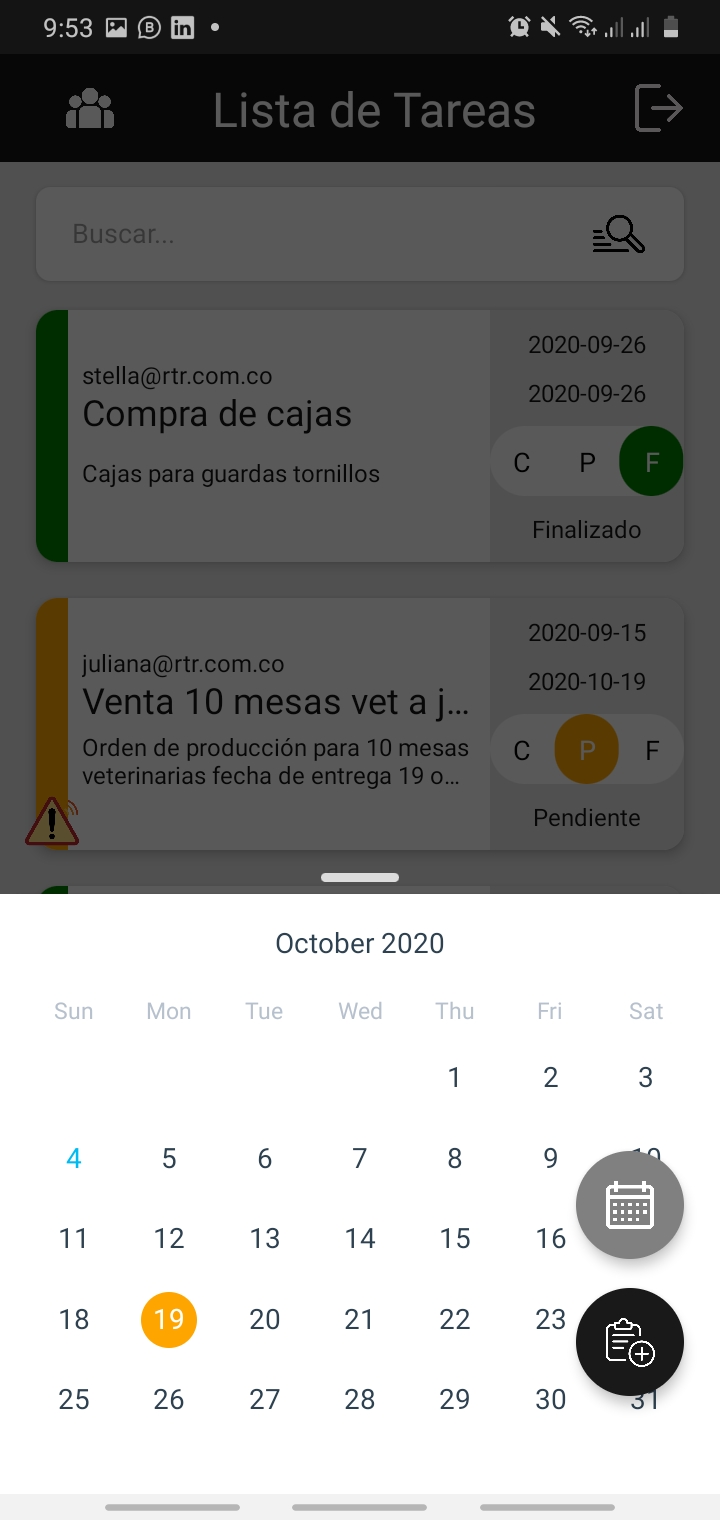 9:53
Lista de Tareas
Buscar...
2020-09-26
stella@rtr.com.co
2020-09-26
Compra de cajas
C P F
Cajas para guardas tornillos
Finalizado
2020-09-15
juliana@rtr.com.co
2020-10-19
Venta 10 mesas vet a j...
Orden de producción para 10 mesas
C P F
veterinarias fecha de entrega 19 o...
Pendiente
October 2020
Sun Mon Tue Wed Thu Fri Sat
1 2 3
4 5 6 7 8 9 10
11 12 13 14 15 16
18 19 20 21 22 23
25 26 27 28 29 30 31